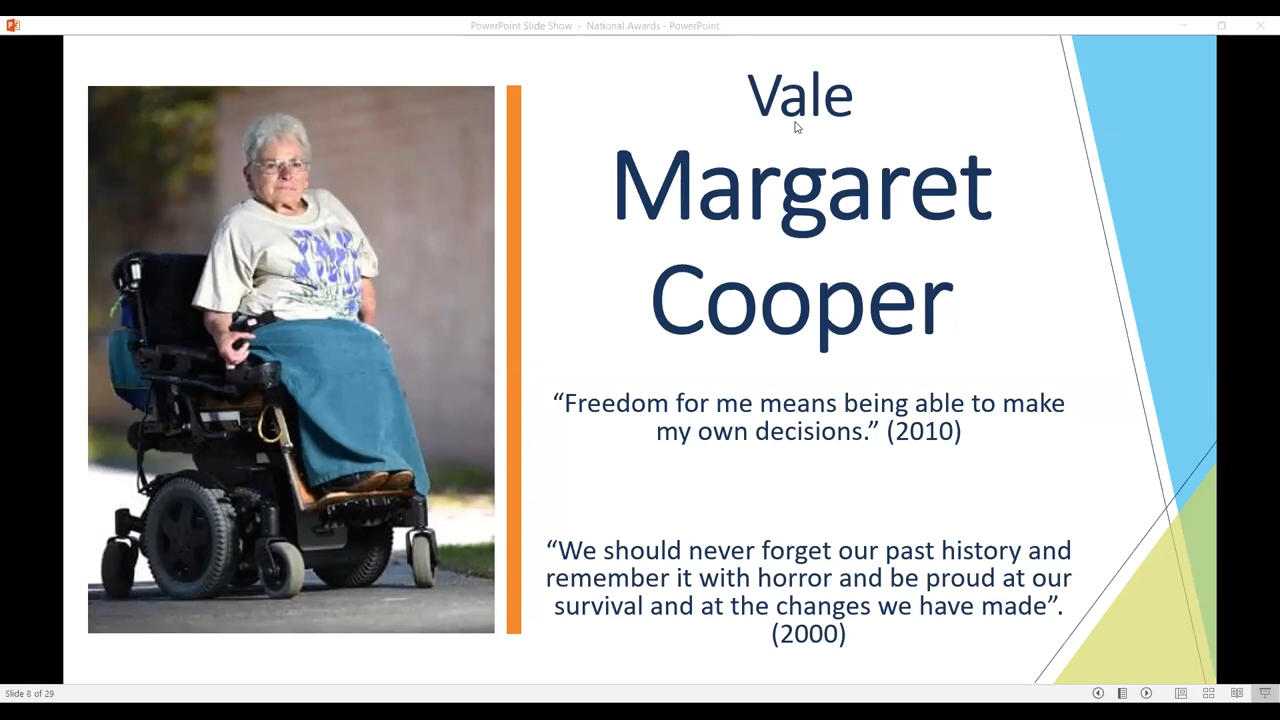 PowerPoint Slide Show - National Awards - PowerPoint
Vale
Margaret
Cooper
“Freedom for me means being able to make
my own decisions.” (2010)
“We should never forget our past history and
remember it with horror and be proud at our
survival and at the changes we have made”.
(2000)
Slide 8 of 29